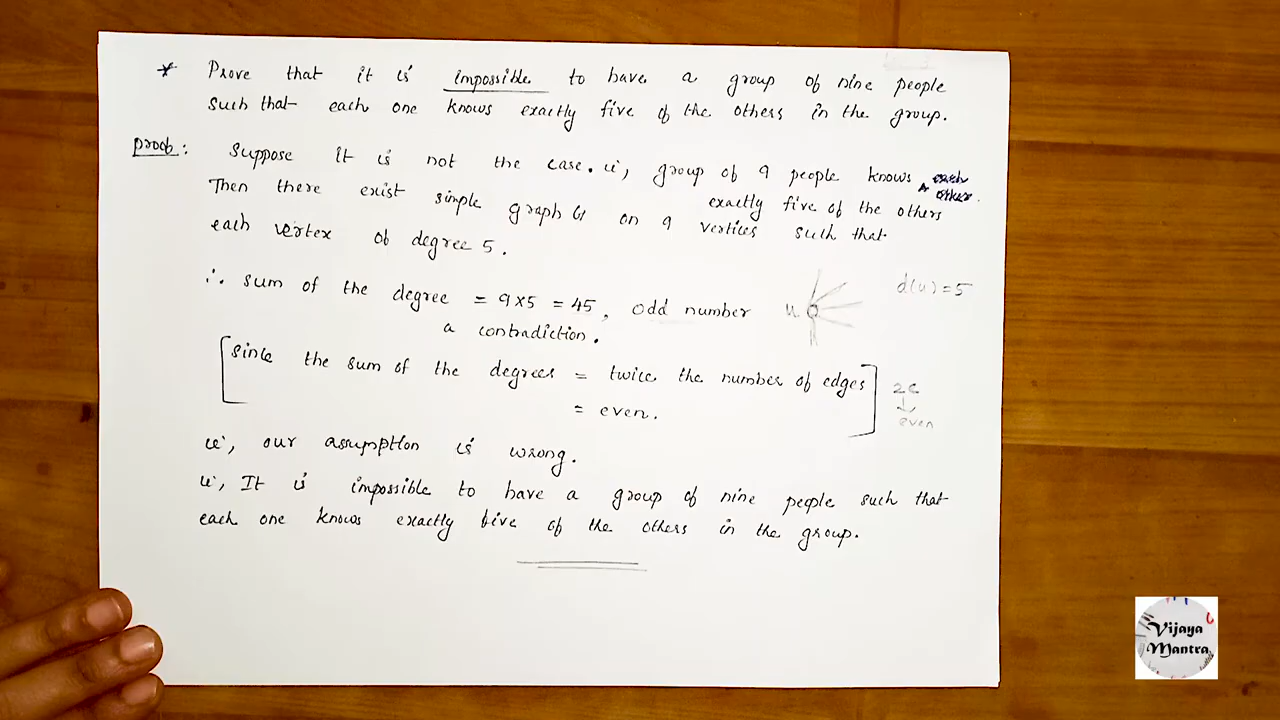 * Prove that it is impossible to have a group of nine people
such that each one knows exactly five of the others in the group.
Proof: Suppose it is not the case. ie, group of 9 people knows each other.
exactly five of the others
Then there exist simple graph G on 9 vertices such that
each vertex of degree 5.
∴ sum of the degree = 9×5 = 45, odd number
a contradiction.
u d(u)=5
[since the sum of the degrees = twice the number of edges
= even.]
2e
↓
even
ie, our assumption is wrong.
ie, It is impossible to have a group of nine people such that
each one knows exactly five of the others in the group.
Vijaya
Mantra